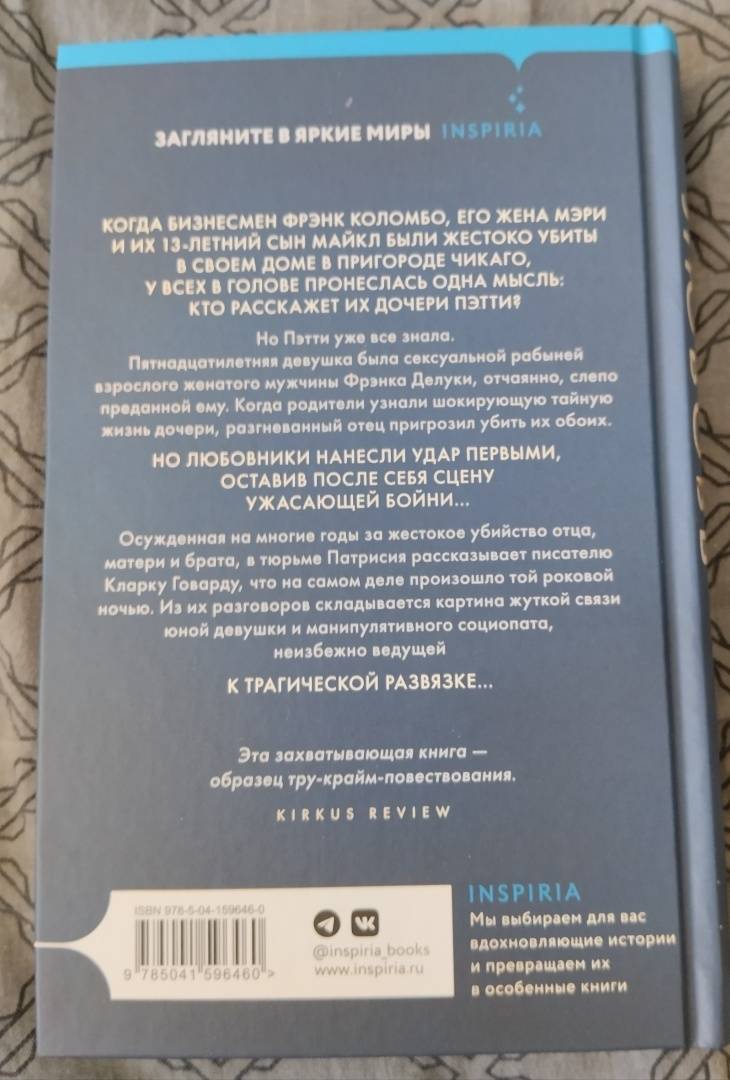 ЗАГЛЯНИТЕ В ЯРКИЕ МИРЫ INSPIRIA
КОГДА БИЗНЕСМЕН ФРЭНК КОЛОМБО, ЕГО ЖЕНА МЭРИ
И ИХ 13-ЛЕТНИЙ СЫН МАЙКЛ БЫЛИ ЖЕСТОКО УБИТЫ
В СВОЕМ ДОМЕ В ПРИГОРОДЕ ЧИКАГО,
У ВСЕХ В ГОЛОВЕ ПРОНЕСЛАСЬ ОДНА МЫСЛЬ:
КТО РАССКАЖЕТ ИХ ДОЧЕРИ ПЭТТИ?
Но Пэтти уже все знала.
Пятнадцатилетняя девушка была сексуальной рабыней
взрослого женатого мужчины Фрэнка Делуки, отчаянно, слепо
преданной ему. Когда родители узнали шокирующую тайную
жизнь дочери, разгневанный отец пригрозил убить их обоих.
НО ЛЮБОВНИКИ НАНЕСЛИ УДАР ПЕРВЫМИ,
ОСТАВИВ ПОСЛЕ СЕБЯ СЦЕНУ
УЖАСАЮЩЕЙ БОЙНИ...
Осужденная на многие годы за жестокое убийство отца,
матери и брата, в тюрьме Патрисия рассказывает писателю
Кларку Говарду, что на самом деле произошло той роковой
ночью. Из их разговоров складывается картина жуткой связи
юной девушки и манипулятивного социопата,
неизбежно ведущей
К ТРАГИЧЕСКОЙ РАЗВЯЗКЕ...
Эта захватывающая книга —
образец тру-крайм-повествования.
KIRKUS REVIEW
ISBN 978-5-04-159646-0
9 785041 596460 >
@inspiria_books
www.inspiria.ru
INSPIRIA
Мы выбираем для вас
вдохновляющие истории
и превращаем их
в особенные книги